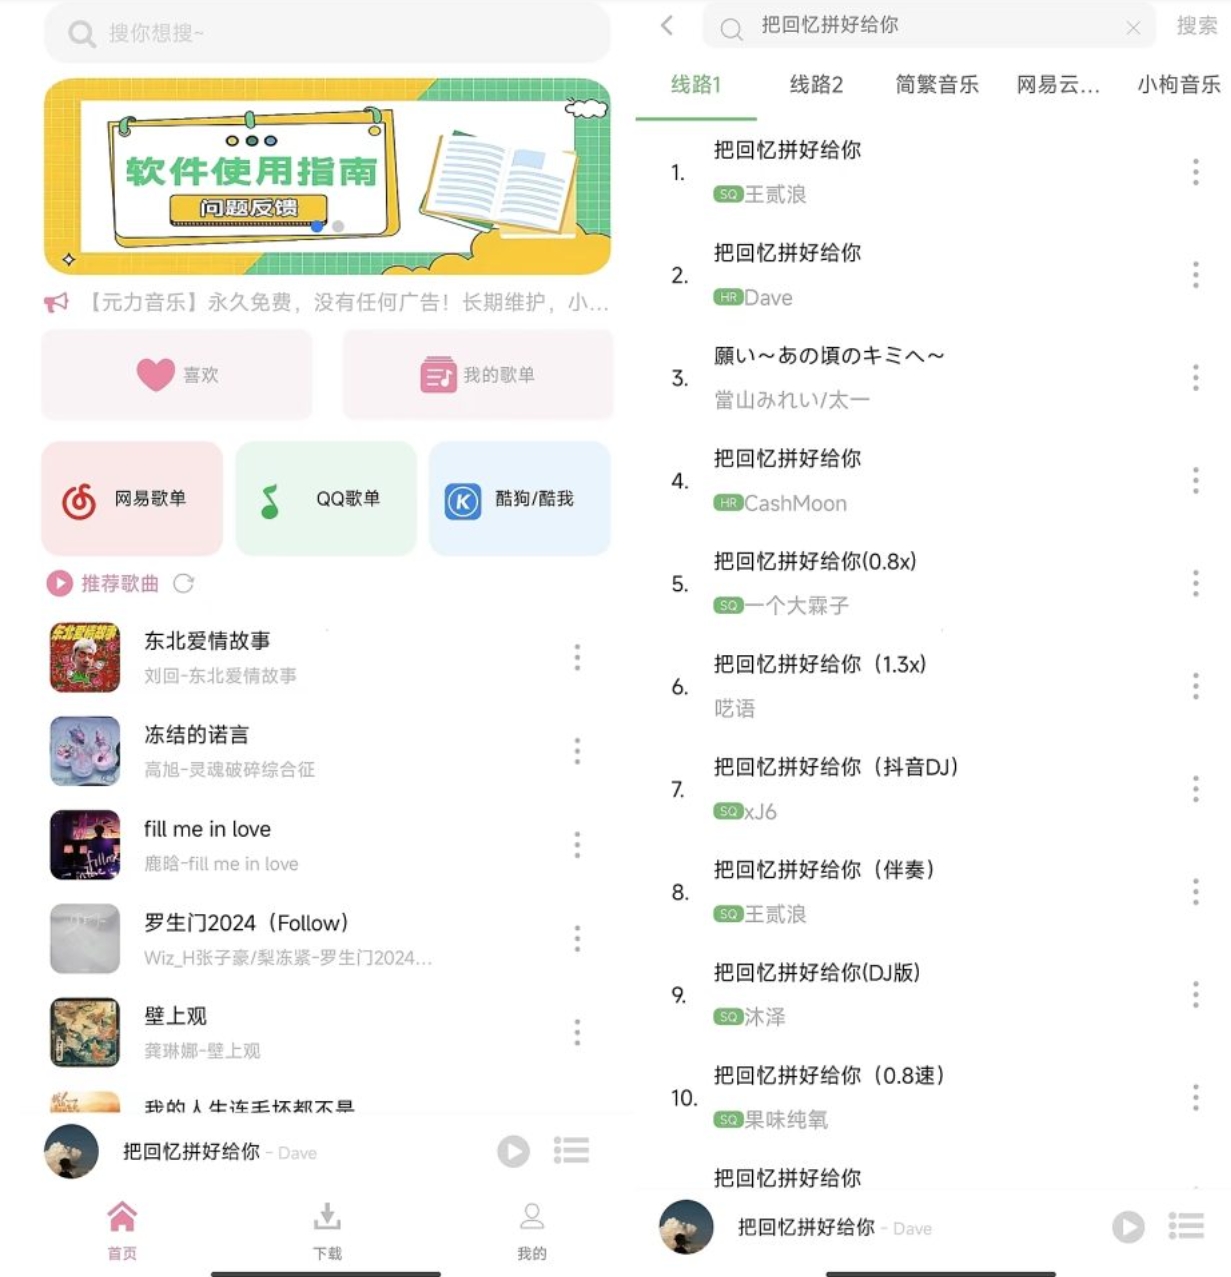 搜你想搜~
软件使用指南
问题反馈
【元力音乐】永久免费，没有任何广告！长期维护，小...
喜欢
我的歌单
网易歌单
QQ歌单
酷狗/酷我
推荐歌曲
东北爱情故事
刘回-东北爱情故事
冻结的诺言
高旭-灵魂破碎综合征
fill me in love
鹿晗-fill me in love
罗生门2024（Follow）
Wiz_H张子豪/梨冻紧-罗生门2024...
壁上观
龚琳娜-壁上观
我的人生连毛坯都不是
把回忆拼好给你 - Dave
首页
下载
我的
把回忆拼好给你
搜索
线路1
线路2
简繁音乐
网易云...
小枸音乐
1.
把回忆拼好给你
SQ王贰浪
2.
把回忆拼好给你
HR Dave
3.
願い～あの頃のキミへ～
當山みれい/太一
4.
把回忆拼好给你
HR CashMoon
5.
把回忆拼好给你(0.8x)
SQ一个大霖子
6.
把回忆拼好给你（1.3x)
呓语
7.
把回忆拼好给你（抖音DJ）
SQ xJ6
8.
把回忆拼好给你（伴奏）
SQ王贰浪
9.
把回忆拼好给你(DJ版)
SQ沐泽
10.
把回忆拼好给你（0.8速）
SQ果味纯氧
把回忆拼好给你
把回忆拼好给你 - Dave